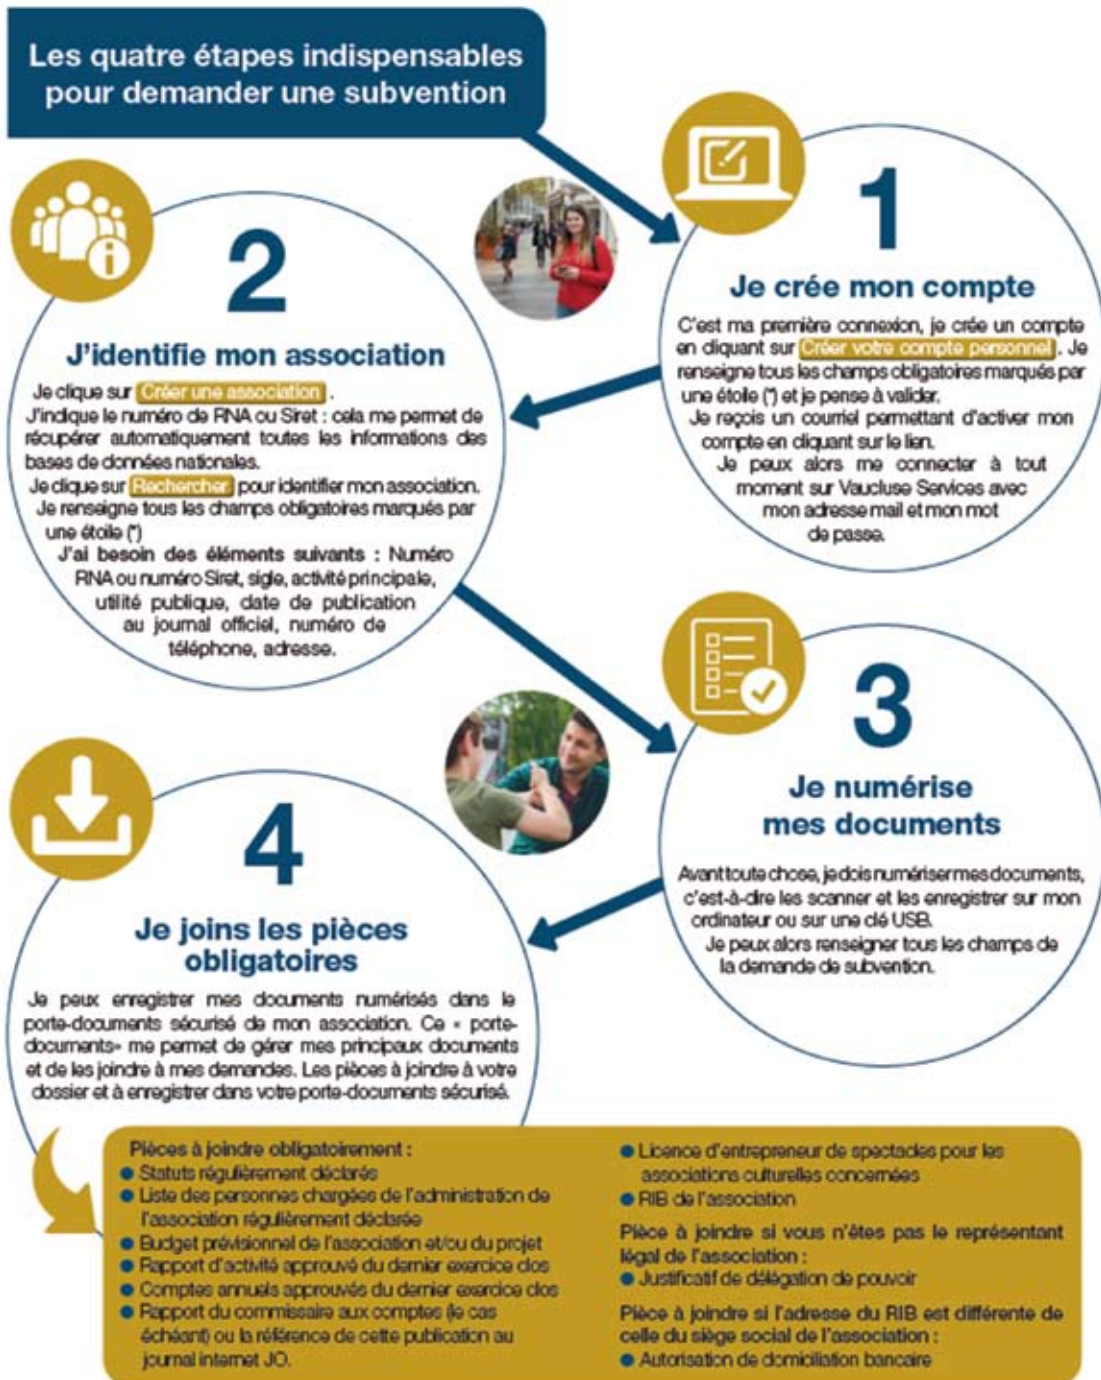 Les quatre étapes indispensables
pour demander une subvention
1
Je crée mon compte
C'est ma première connexion, je crée un compte
en cliquant sur Créer votre compte personnel . Je
renseigne tous les champs obligatoires marqués par
une étoile (*) et je pense à valider.
Je reçois un courriel permettant d'activer mon
compte en cliquant sur le lien.
Je peux alors me connecter à tout
moment sur Vaucluse Services avec
mon adresse mail et mon mot
de passe.
2
J'identifie mon association
Je clique sur Créer une association .
J'indique le numéro de RNA ou Siret : cela me permet de
récupérer automatiquement toutes les informations des
bases de données nationales.
Je clique sur Rechercher pour identifier mon association.
Je renseigne tous les champs obligatoires marqués par
une étoile (*)
J'ai besoin des éléments suivants : Numéro
RNA ou numéro Siret, sigle, activité principale,
utilité publique, date de publication
au journal officiel, numéro de
téléphone, adresse.
3
Je numérise
mes documents
Avant toute chose, je dois numériser mes documents,
c'est-à-dire les scanner et les enregistrer sur mon
ordinateur ou sur une clé USB.
Je peux alors renseigner tous les champs de
la demande de subvention.
4
Je joins les pièces
obligatoires
Je peux enregistrer mes documents numérisés dans le
porte-documents sécurisé de mon association. Ce « porte-
documents» me permet de gérer mes principaux documents
et de les joindre à mes demandes. Les pièces à joindre à votre
dossier et à enregistrer dans votre porte-documents sécurisé.
Pièces à joindre obligatoirement :
● Statuts régulièrement déclarés
● Liste des personnes chargées de l'administration de
l'association régulièrement déclarée
● Budget prévisionnel de l'association et/ou du projet
● Rapport d'activité approuvé du dernier exercice clos
● Comptes annuels approuvés du dernier exercice clos
● Rapport du commissaire aux comptes (le cas
échéant) ou la référence de cette publication au
journal internet JO.
● Licence d'entrepreneur de spectacles pour les
associations culturelles concernées
● RIB de l'association
Pièce à joindre si vous n'êtes pas le représentant
légal de l'association :
● Justificatif de délégation de pouvoir
Pièce à joindre si l'adresse du RIB est différente de
celle du siège social de l'association :
● Autorisation de domiciliation bancaire